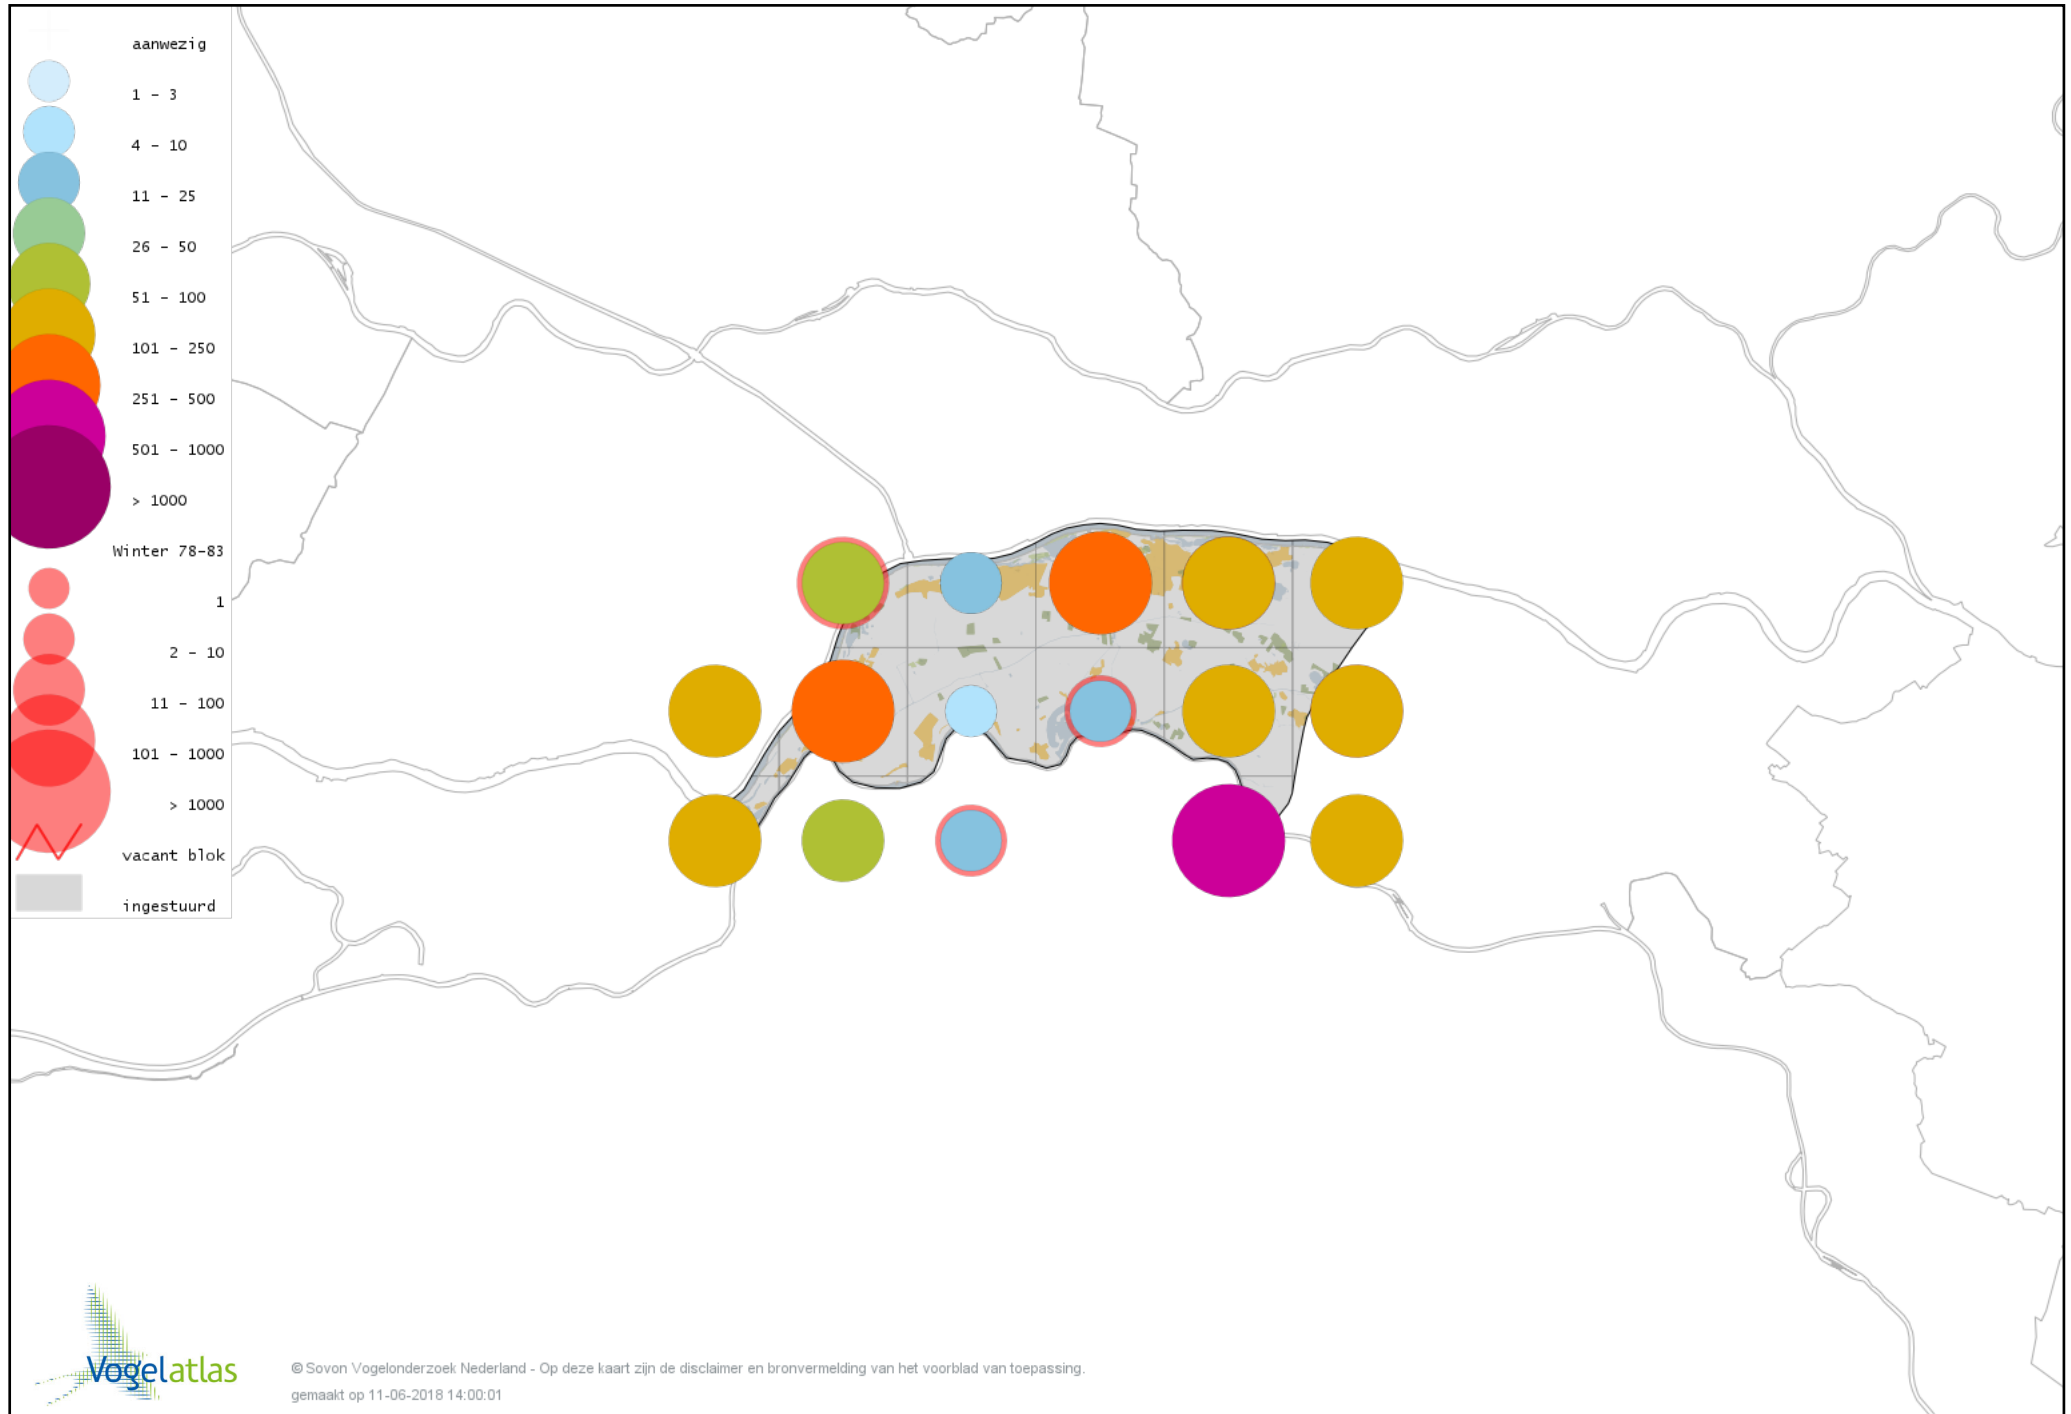 aanwezig
1 - 3
4 - 10
11 - 25
26 - 50
51 - 100
101 - 250
251 - 500
501 - 1000
> 1000
Winter 78-83
1
2 - 10
11 - 100
101 - 1000
> 1000
vacant blok
ingestuurd
Vogelatlas
© Sovon Vogelonderzoek Nederland - Op deze kaart zijn de disclaimer en bronvermelding van het voorblad van toepassing.
gemaakt op 11-06-2018 14:00:01